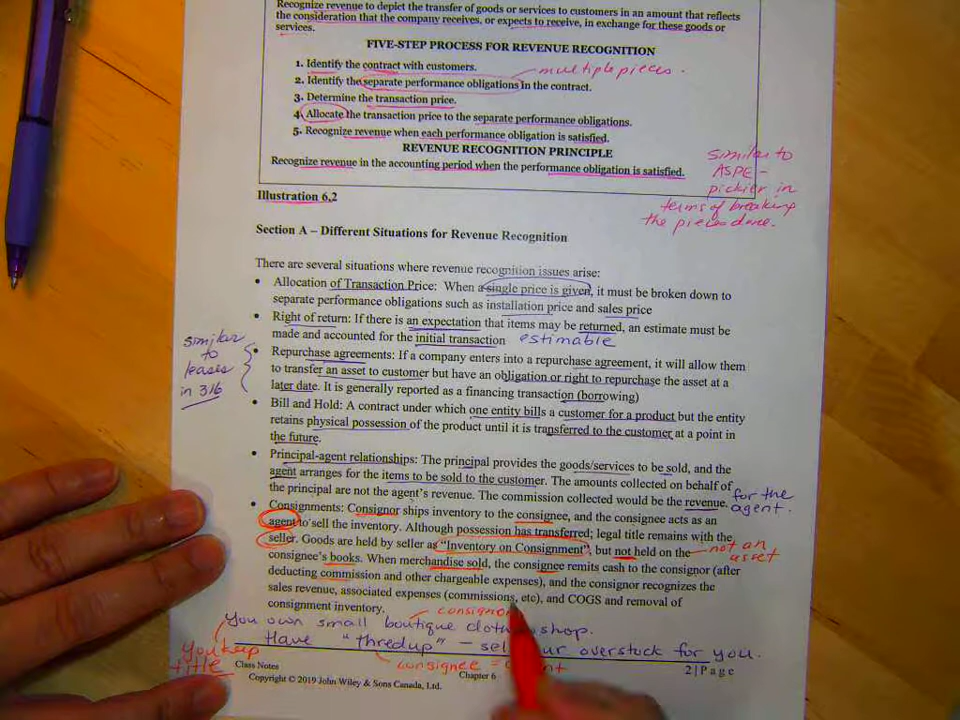 Recognize revenue to depict the transfer of goods or services to customers in an amount that reflects
the consideration that the company receives, or expects to receive, in exchange for these goods or
services.
FIVE-STEP PROCESS FOR REVENUE RECOGNITION
1. Identify the contract with customers.
multiple pieces.
2. Identify the separate performance obligations in the contract.
3. Determine the transaction price.
4. Allocate the transaction price to the separate performance obligations.
5. Recognize revenue when each performance obligation is satisfied.
REVENUE RECOGNITION PRINCIPLE
Recognize revenue in the accounting period when the performance obligation is satisfied.
similar to
ASPE -
pickier in
terms of breaking
the pieces down.
Illustration 6.2
Section A – Different Situations for Revenue Recognition
There are several situations where revenue recognition issues arise:
• Allocation of Transaction Price: When a single price is given, it must be broken down to
separate performance obligations such as installation price and sales price
• Right of return: If there is an expectation that items may be returned, an estimate must be
made and accounted for the initial transaction estimable
similar
to
leases
in 316
• Repurchase agreements: If a company enters into a repurchase agreement, it will allow them
to transfer an asset to customer but have an obligation or right to repurchase the asset at a
later date. It is generally reported as a financing transaction (borrowing)
• Bill and Hold: A contract under which one entity bills a customer for a product but the entity
retains physical possession of the product until it is transferred to the customer at a point in
the future.
• Principal-agent relationships: The principal provides the goods/services to be sold, and the
agent arranges for the items to be sold to the customer. The amounts collected on behalf of
the principal are not the agent's revenue. The commission collected would be the revenue. for the
agent.
• Consignments: Consignor ships inventory to the consignee, and the consignee acts as an
agent to sell the inventory. Although possession has transferred; legal title remains with the
seller. Goods are held by seller as "Inventory on Consignment", but not held on the not an
asset
consignee's books. When merchandise sold, the consignee remits cash to the consignor (after
deducting commission and other chargeable expenses), and the consignor recognizes the
sales revenue, associated expenses (commissions, etc), and COGS and removal of
consignment inventory.
consignor
You own small boutique shop.
Have "thredup" - overstock for you.
You keep
title
consignee =
Class Notes
Chapter 6
2 | Page
Copyright © 2019 John Wiley & Sons Canada, Ltd.